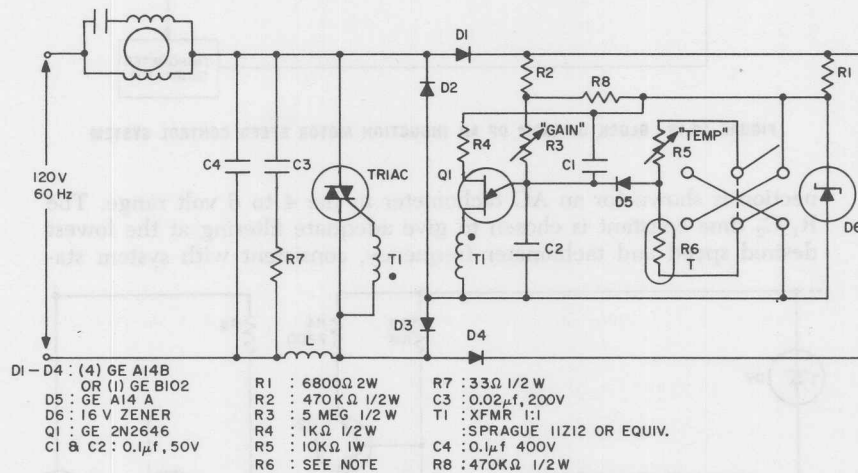 D1
D2
R2
R8
R1
R4
"GAIN"
R3
C1
"TEMP"
R5
120V
60 Hz
C4
C3
TRIAC
Q1
D5
D6
R7
T1
T1
C2
R6
T
D3
D4
L
D1-D4 : (4) GE A14B
OR (1) GE B102
D5 : GE A14 A
D6 : 16 V ZENER
Q1 : GE 2N2646
C1 & C2 : 0.1μf, 50V
R1 : 6800Ω 2W
R2 : 470KΩ 1/2W
R3 : 5 MEG 1/2W
R4 : 1KΩ 1/2W
R5 : 10KΩ 1W
R6 : SEE NOTE
R7 : 33Ω 1/2 W
C3 : 0.02μf, 200V
T1 : XFMR 1:1
: SPRAGUE 11Z12 OR EQUIV.
C4 : 0.1μf 400V
R8 : 470KΩ 1/2W